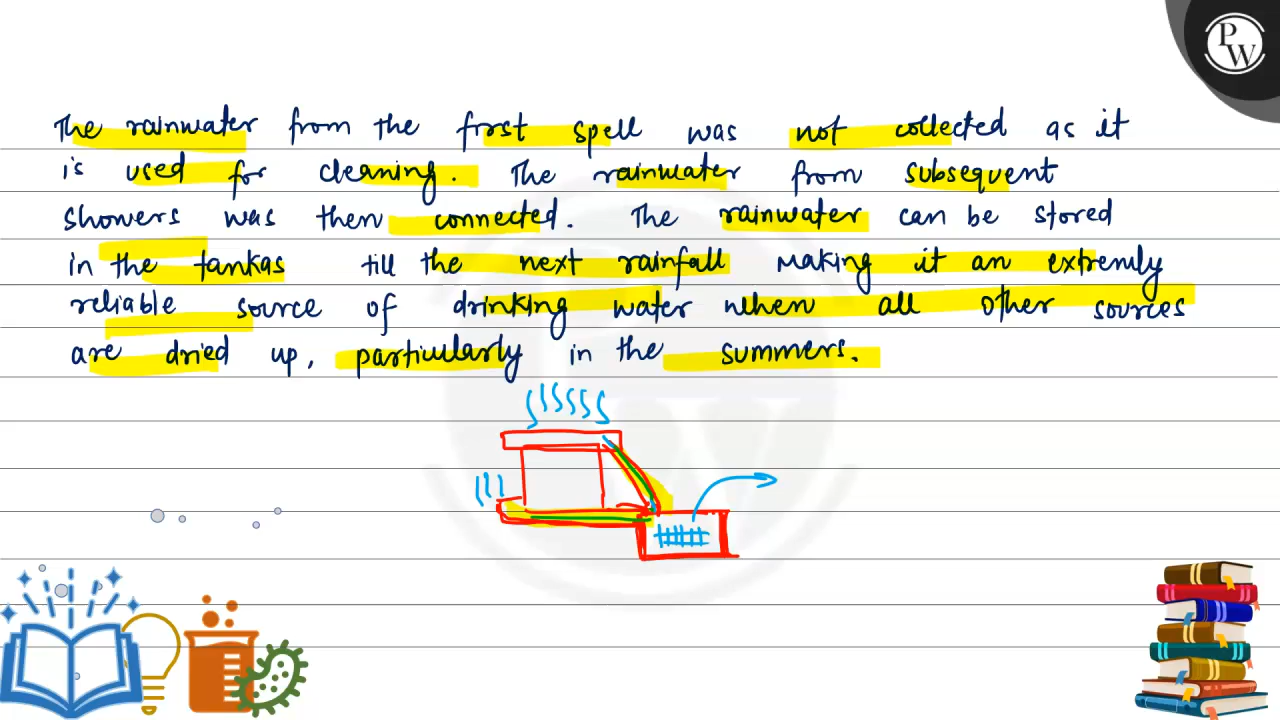 PW
The rainwater from the first spell was not collected as it
is used for cleaning. The rainwater from subsequent
showers was then connected. The rainwater can be stored
in the tankas till the next rainfall making it an extremly
reliable source of drinking water when all other sources
are dried up, particularly in the summers.
PW